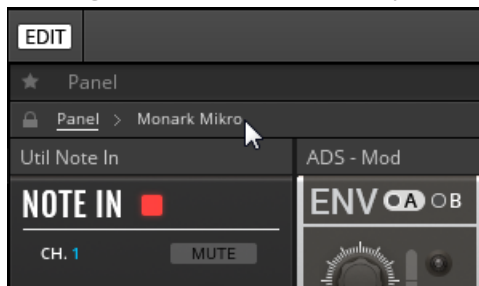 EDIT
Panel
Panel > Monark Mikro
Util Note In
ADS - Mod
NOTE IN
ENV A B
CH. 1
MUTE